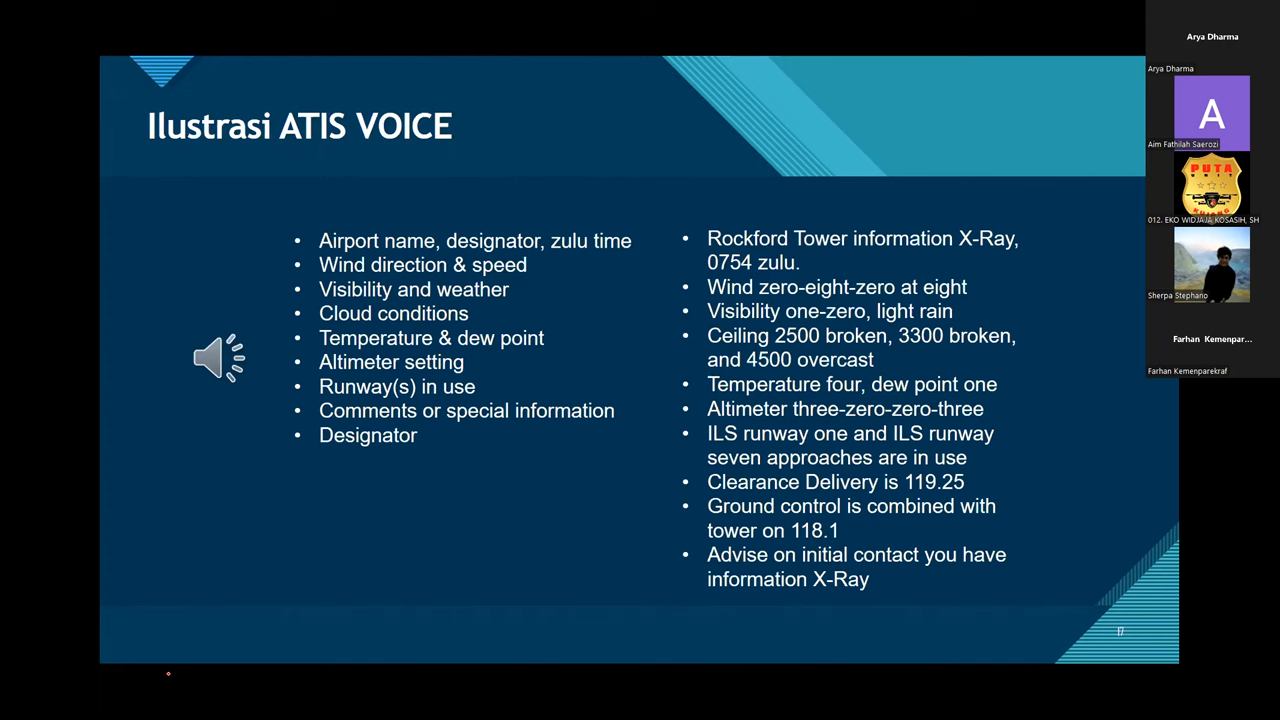 Ilustrasi ATIS VOICE
• Airport name, designator, zulu time
• Wind direction & speed
• Visibility and weather
• Cloud conditions
• Temperature & dew point
• Altimeter setting
• Runway(s) in use
• Comments or special information
• Designator
• Rockford Tower information X-Ray,
0754 zulu.
• Wind zero-eight-zero at eight
• Visibility one-zero, light rain
• Ceiling 2500 broken, 3300 broken,
and 4500 overcast
• Temperature four, dew point one
• Altimeter three-zero-zero-three
• ILS runway one and ILS runway
seven approaches are in use
• Clearance Delivery is 119.25
• Ground control is combined with
tower on 118.1
• Advise on initial contact you have
information X-Ray
17
Arya Dharma
Arya Dharma
A
Aim Fathilah Saerozi
PUTA
UNIT
KUJANG
012. EKO WIDJAJA KOSASIH, SH
Sherpa Stephano
Farhan Kemenpar...
Farhan Kemenparekraf